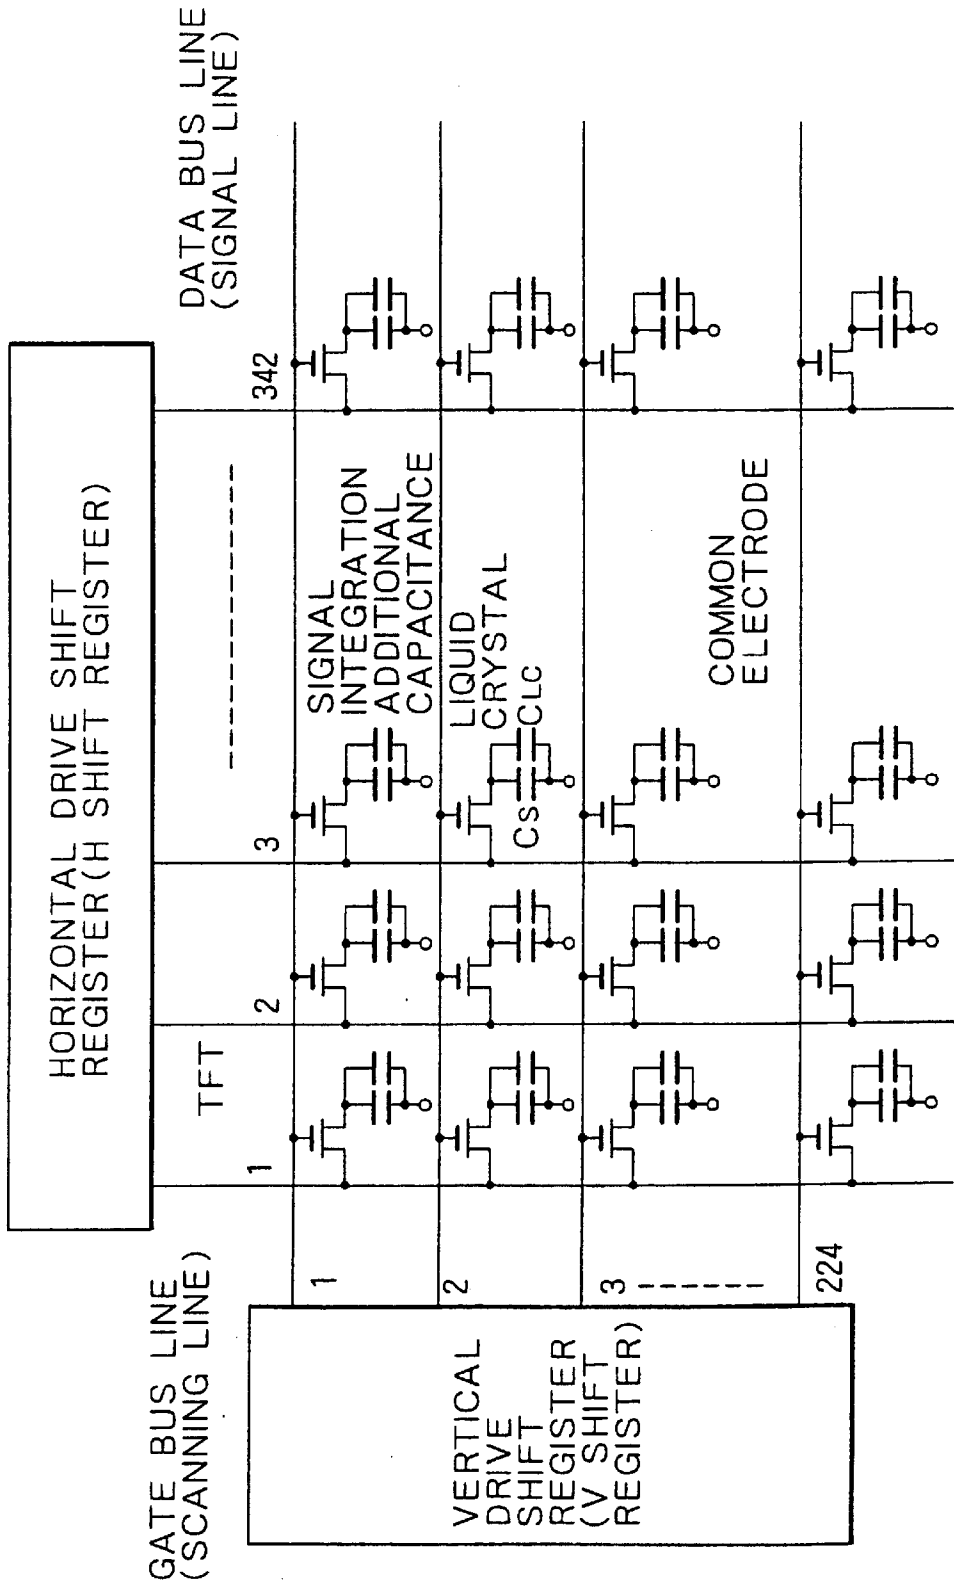 HORIZONTAL DRIVE SHIFT
REGISTER(H SHIFT REGISTER)
DATA BUS LINE
(SIGNAL LINE)
GATE BUS LINE
(SCANNING LINE)
TFT
1
2
3
342
SIGNAL
INTEGRATION
ADDITIONAL
CAPACITANCE
LIQUID
CRYSTAL
CS
CLC
COMMON
ELECTRODE
1
2
3
224
VERTICAL
DRIVE
SHIFT
REGISTER
(V SHIFT
REGISTER)